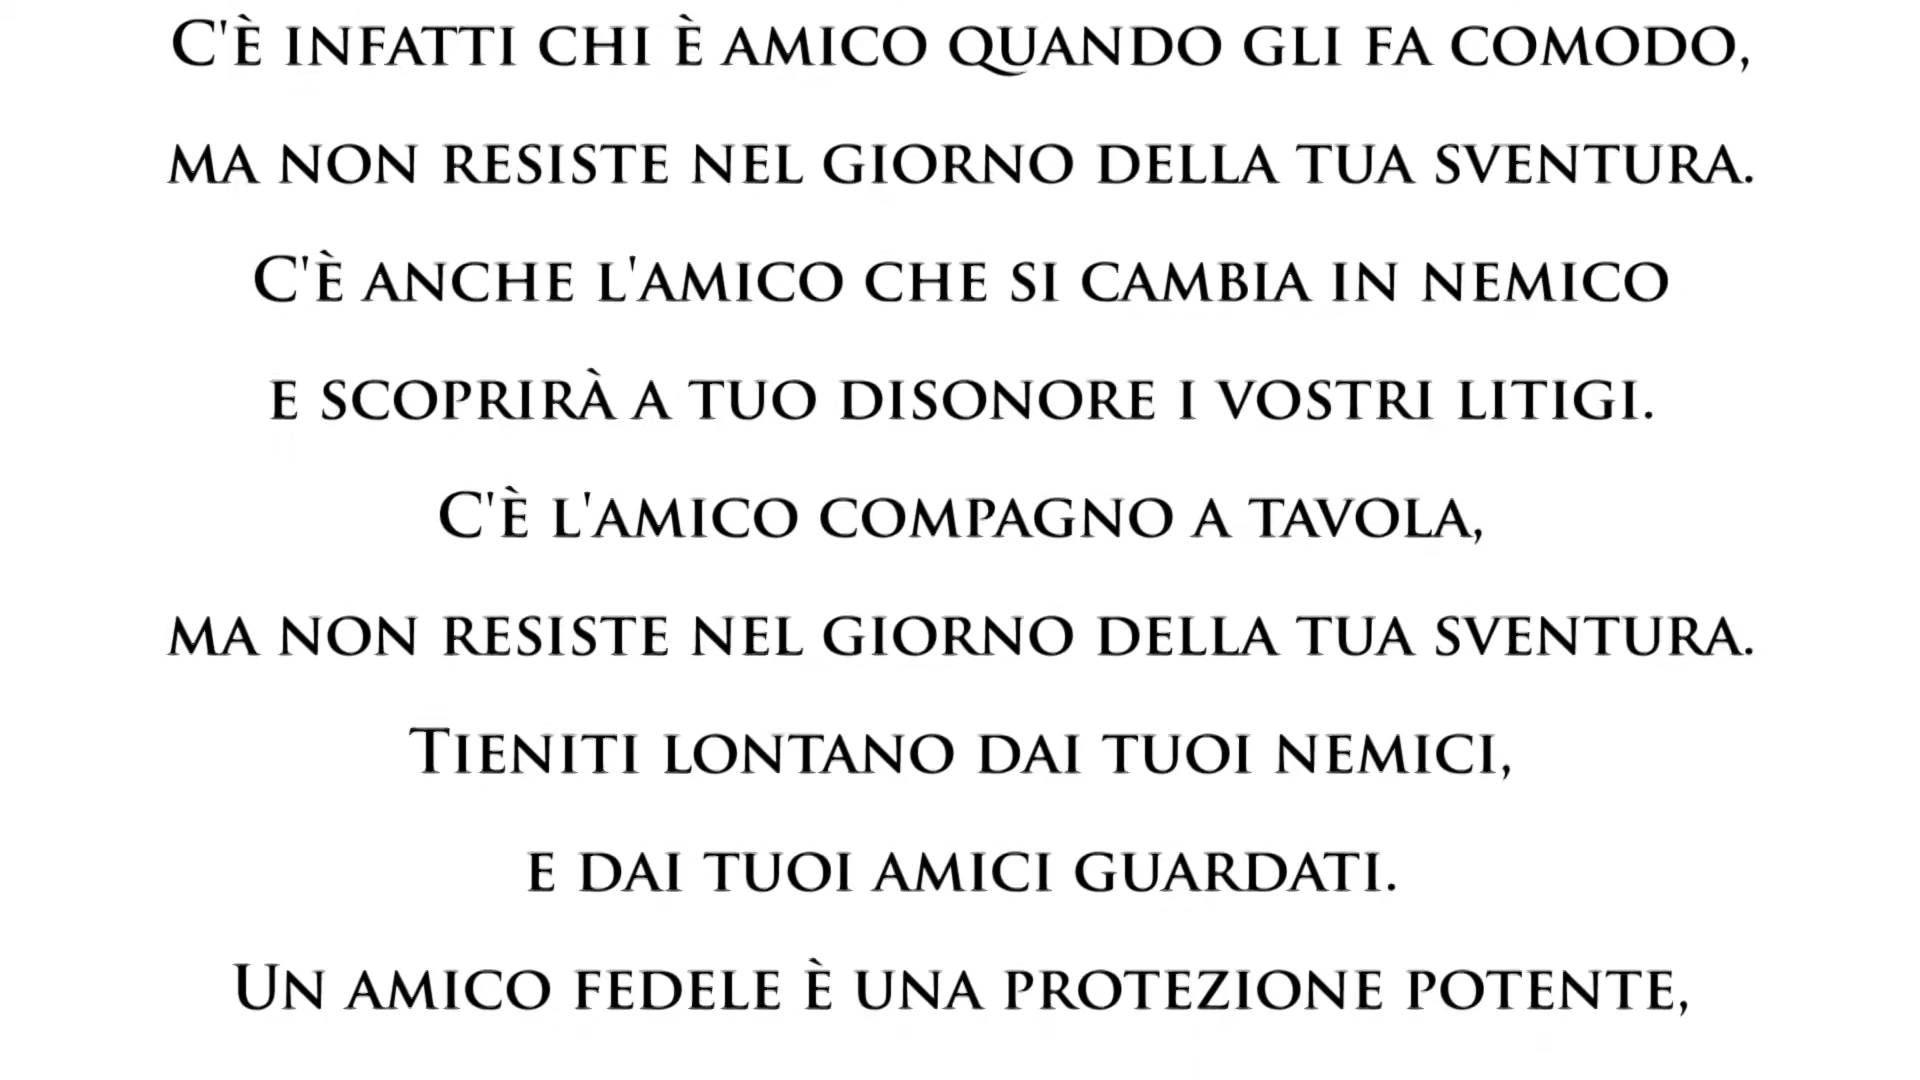 C'È INFATTI CHI È AMICO QUANDO GLI FA COMODO,
MA NON RESISTE NEL GIORNO DELLA TUA SVENTURA.
C'È ANCHE L'AMICO CHE SI CAMBIA IN NEMICO
E SCOPRIRÀ A TUO DISONORE I VOSTRI LITIGI.
C'È L'AMICO COMPAGNO A TAVOLA,
MA NON RESISTE NEL GIORNO DELLA TUA SVENTURA.
TIENITI LONTANO DAI TUOI NEMICI,
E DAI TUOI AMICI GUARDATI.
UN AMICO FEDELE È UNA PROTEZIONE POTENTE,